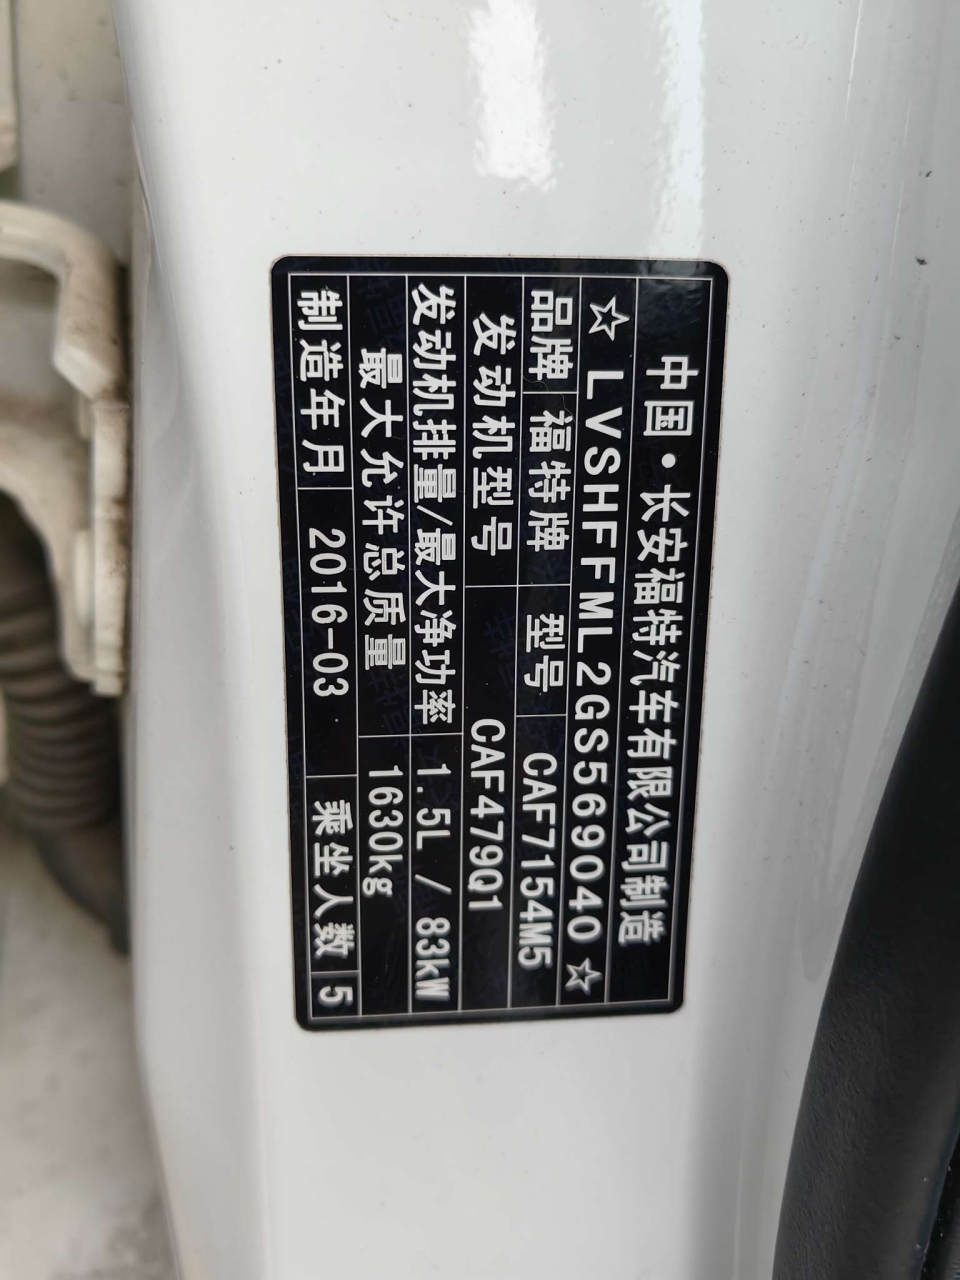 中国·长安福特汽车有限公司制造
☆LVSHFFML2GS569040☆
品牌 福特牌 型号 CAF7154M5
发动机型号 CAF479Q1
发动机排量/最大净功率 1.5L / 83kW
最大允许总质量 1630kg
制造年月 2016-03 乘坐人数 5